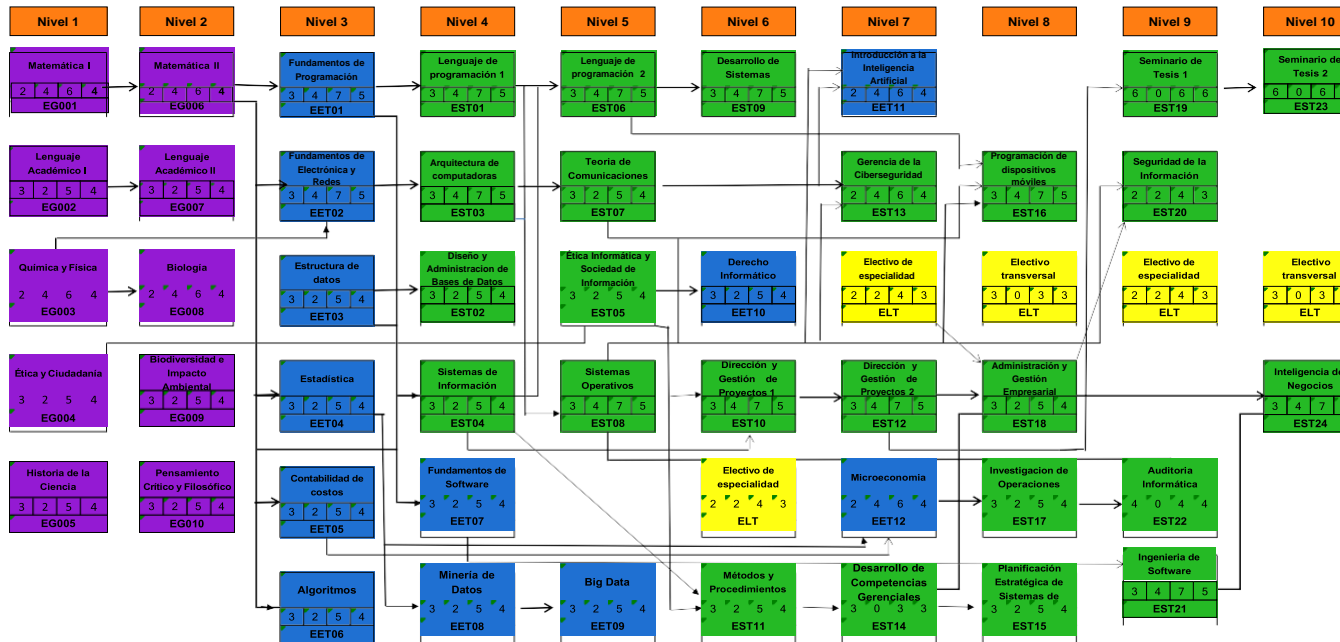 Nivel 1
Nivel 2
Nivel 3
Nivel 4
Nivel 5
Nivel 6
Nivel 7
Nivel 8
Nivel 9
Nivel 10
Matemática I
2 4 6 4
EG001
Matemática II
2 4 6 4
EG006
Fundamentos de
Programación
3 4 7 5
EET01
Lenguaje de
programación 1
3 4 7 5
EST01
Lenguaje de
programación 2
3 4 7 5
EST06
Desarrollo de
Sistemas
3 4 7 5
EST09
Introducción a la
Inteligencia
Artificial
2 4 6 4
EET11
Seminario de
Tesis 1
6 0 6 6
EST19
Seminario de
Tesis 2
6 0 6
EST23
Lenguaje
Académico I
3 2 5 4
EG002
Lenguaje
Académico II
3 2 5 4
EG007
Fundamentos
de
Electrónica y
Redes
3 4 7 5
EET02
Arquitectura de
computadoras
3 4 7 5
EST03
Teoria de
Comunicaciones
3 2 5 4
EST07
Gerencia de la
Ciberseguridad
2 4 6 4
EST13
Programación de
dispositivos
móviles
3 4 7 5
EST16
Seguridad de la
Información
2 2 4 3
EST20
Química y Física
2 4 6 4
EG003
Biologia
2 4 6 4
EG008
Estructura de
datos
3 2 5 4
EET03
Diseño y
Administracion de
Bases de Datos
3 2 5 4
EST02
Ética Informática y
Sociedad de
Información
3 2 5 4
EST05
Derecho
Informático
3 2 5 4
EET10
Electivo de
especialidad
2 2 4 3
ELT
Electivo
transversal
3 0 3 3
ELT
Electivo de
especialidad
2 2 4 3
ELT
Electivo
transversal
3 0 3
ELT
Ética y Ciudadanía
3 2 5 4
EG004
Biodiversidad e
Impacto
Ambiental
3 2 5 4
EG009
Estadística
3 2 5 4
EET04
Sistemas de
Información
3 2 5 4
EST04
Sistemas
Operativos
3 4 7 5
EST08
Dirección y
Gestión de
Proyectos 1
3 4 7 5
EST10
Dirección y
Gestión de
Proyectos 2
3 4 7 5
EST12
Administración y
Gestión
Empresarial
3 2 5 4
EST18
Inteligencia de
Negocios
3 4 7
EST24
Historia de la
Ciencia
3 2 5 4
EG005
Pensamiento
Crítico y Filosófico
3 2 5 4
EG010
Contabilidad de
costos
3 2 5 4
EET05
Fundamentos de
Software
3 2 5 4
EET07
Electivo de
especialidad
2 2 4 3
ELT
Microeconomia
2 4 6 4
EET12
Investigacion de
Operaciones
3 2 5 4
EST17
Auditoria
Informática
4 0 4 4
EST22
Algoritmos
3 2 5 4
EET06
Minería de
Datos
3 2 5 4
EET08
Big Data
3 2 5 4
EET09
Métodos y
Procedimientos
3 2 5 4
EST11
Desarrollo de
Competencias
Gerenciales
3 0 3 3
EST14
Planificación
Estratégica de
Sistemas de
3 2 5 4
EST15
Ingenieria de
Software
3 4 7 5
EST21